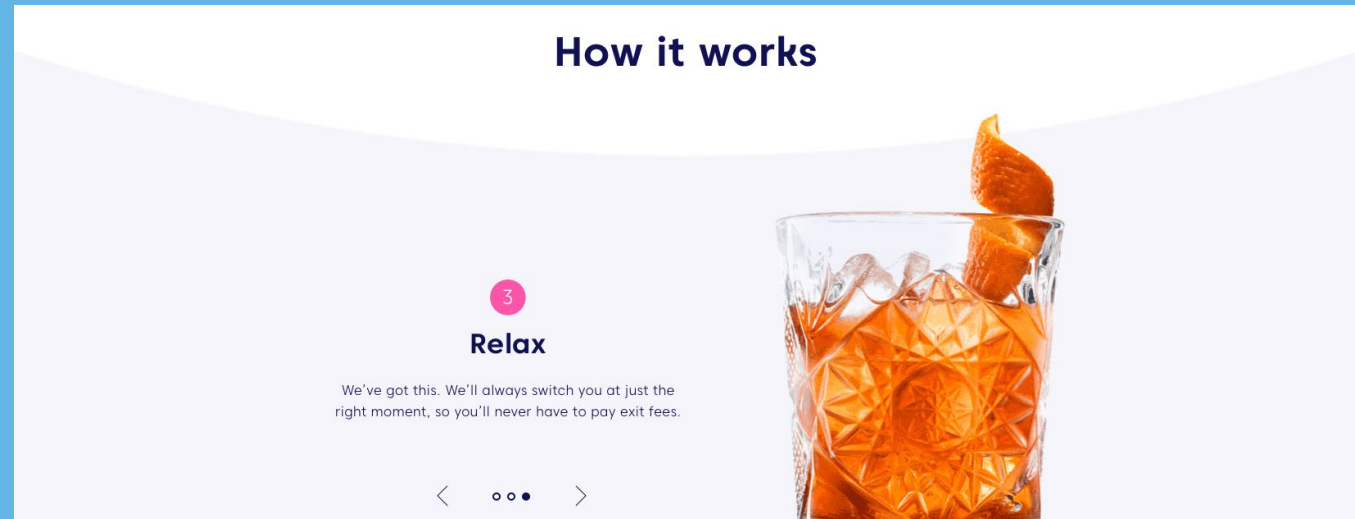 How it works
3
Relax
We've got this. We'll always switch you at just the
right moment, so you'll never have to pay exit fees.